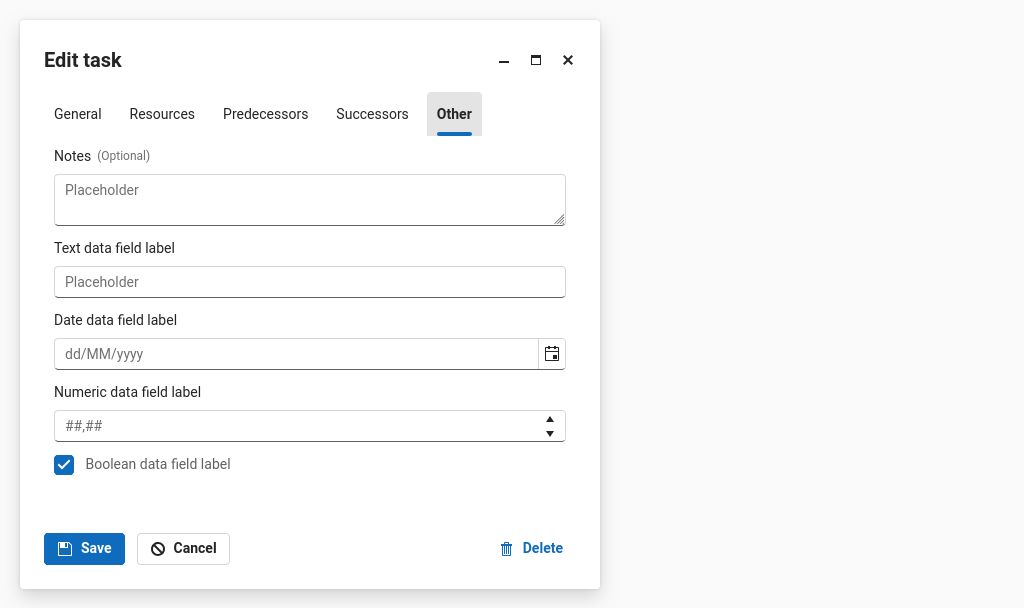 Edit task
General Resources Predecessors Successors Other
Notes (Optional)
Placeholder
Text data field label
Placeholder
Date data field label
dd/MM/yyyy
Numeric data field label
##,##
Boolean data field label
Save Cancel Delete